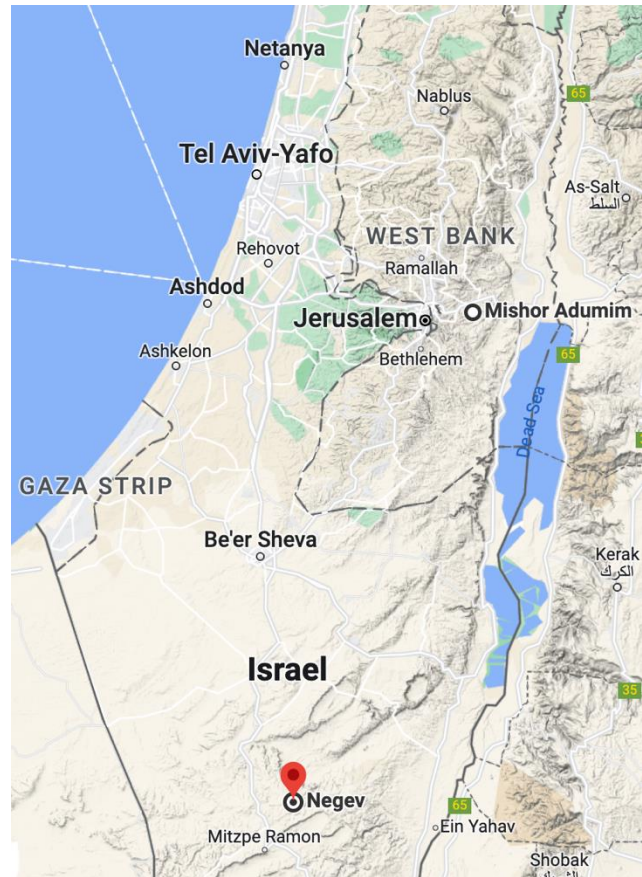 Netanya
65
Nablus
Tel Aviv-Yafo
As-Salt
السلط
WEST BANK
Rehovot
Ramallah
Ashdod
Jerusalem
Mishor Adumim
Ashkelon
Bethlehem
65
Dead Sea
GAZA STRIP
Be'er Sheva
Kerak
الكرك
Israel
35
Negev
65
Mitzpe Ramon
Ein Yahav
Shobak